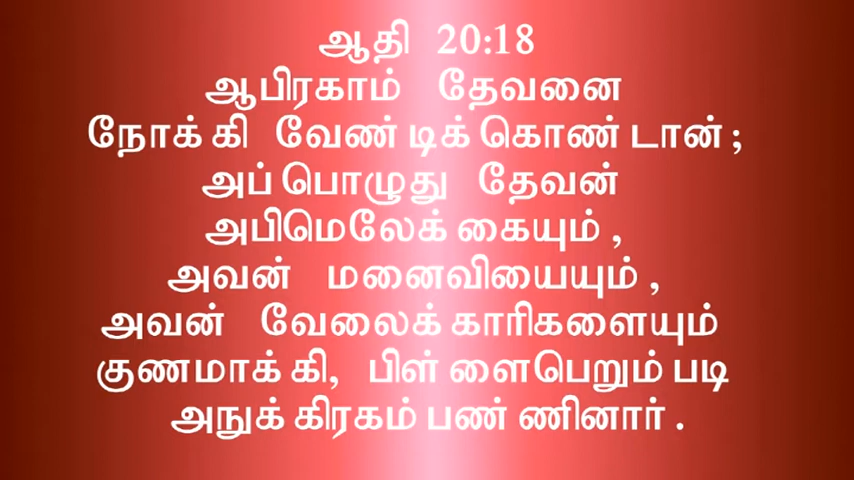 ஆதி 20:18
ஆபிரகாம் தேவனை
நோக்கி வேண்டிக்கொண்டான்;
அப்பொழுது தேவன்
அபிமெலேக்கையும்,
அவன் மனைவியையும்,
அவன் வேலைக்காரிகளையும்
குணமாக்கி, பிள்ளைபெறும்படி
அநுக்கிரகம்பண்ணினார்.